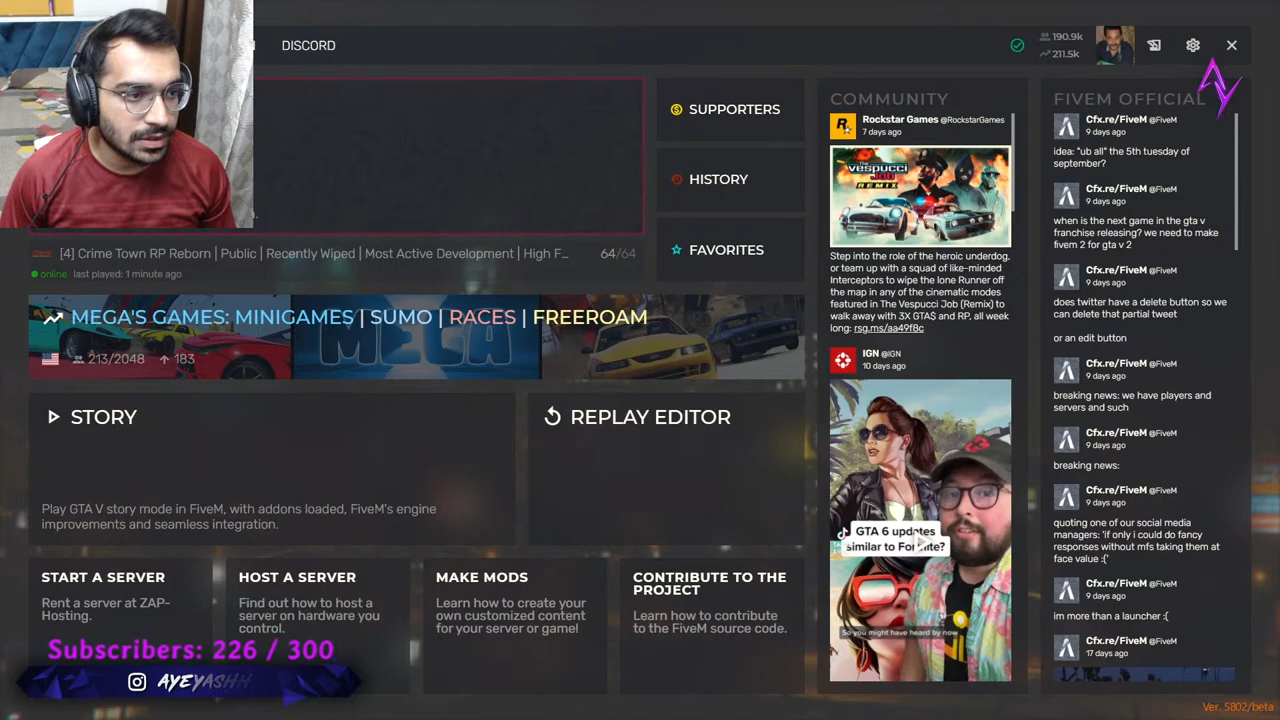 DISCORD
190.9k
211.5k
SUPPORTERS
HISTORY
FAVORITES
[4] Crime Town RP Reborn | Public | Recently Wiped | Most Active Development | High F...
64/64
online last played: 1 minute ago
MEGA'S GAMES: MINIGAMES | SUMO | RACES | FREEROAM
MEGA
213/2048 183
STORY
Play GTA V story mode in FiveM, with addons loaded, FiveM's engine
improvements and seamless integration.
REPLAY EDITOR
START A SERVER
Rent a server at ZAP-
Hosting.
HOST A SERVER
Find out how to host a
server on hardware you
control.
MAKE MODS
Learn how to create your
own customized content
for your server or game!
CONTRIBUTE TO THE
PROJECT
Learn how to contribute
to the FiveM source code.
Subscribers: 226 / 300
AYEYASHH
COMMUNITY
Rockstar Games @RockstarGames
7 days ago
THE
VESPUCCI
JOB
REMIX
Step into the role of the heroic underdog,
or team up with a squad of like-minded
Interceptors to wipe the lone Runner off
the map in any of the cinematic modes
featured in The Vespucci Job (Remix) to
walk away with 3X GTA$ and RP, all week
long: rsg.ms/aa49f8c
IGN @IGN
10 days ago
GTA 6 updates
similar to Fortnite?
So you might have heard by now
FIVEM OFFICIAL
Cfx.re/FiveM @FiveM
9 days ago
idea: "ub all" the 5th tuesday of
september?
Cfx.re/FiveM @FiveM
9 days ago
when is the next game in the gta v
franchise releasing? we need to make
fivem 2 for gta v 2
Cfx.re/FiveM @FiveM
9 days ago
does twitter have a delete button so we
can delete that partial tweet
or an edit button
Cfx.re/FiveM @FiveM
9 days ago
breaking news: we have players and
servers and such
Cfx.re/FiveM @FiveM
9 days ago
breaking news:
Cfx.re/FiveM @FiveM
9 days ago
quoting one of our social media
managers: 'if only i could do fancy
responses without mfs taking them at
face value :('
Cfx.re/FiveM @FiveM
9 days ago
im more than a launcher :(
Cfx.re/FiveM @FiveM
17 days ago
Ver. 5802/beta